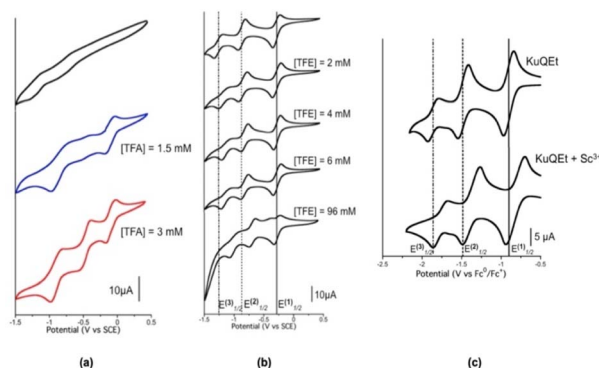 (a)
[TFA] = 1.5 mM
[TFA] = 3 mM
10µA
-1.5 -1 -0.5 0 0.5
Potential (V vs SCE)
(b)
[TFE] = 2 mM
[TFE] = 4 mM
[TFE] = 6 mM
[TFE] = 96 mM
E(3)1/2 E(2)1/2 E(1)1/2
10µA
-1.5 -1 -0.5 0 0.5
Potential (V vs SCE)
(c)
KuQEt
KuQEt + Sc3+
E(3)1/2 E(2)1/2 E(1)1/2
5 µA
-2.5 -2 -1.5 -1 -0.5
Potential (V vs Fc0/Fc+)
(a) (b) (c)